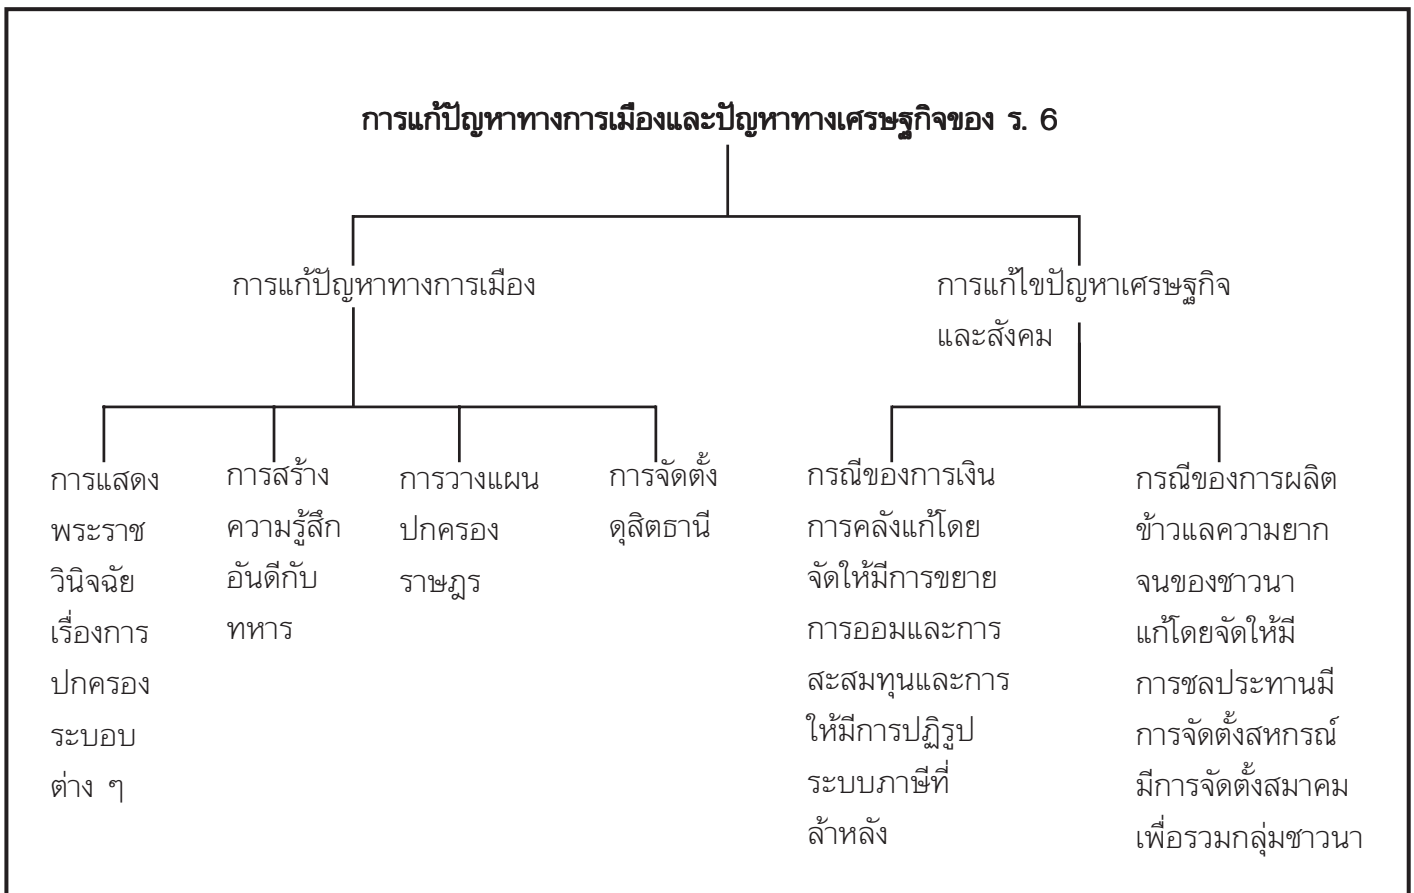 การแก้ปัญหาทางการเมืองและปัญหาทางเศรษฐกิจของ ร. 6
การแก้ปัญหาทางการเมือง
การแก้ไขปัญหาเศรษฐกิจ
และสังคม
การแสดง
พระราช
วินิจฉัย
เรื่องการ
ปกครอง
ระบอบ
ต่าง ๆ
การสร้าง
ความรู้สึก
อันดีกับ
ทหาร
การวางแผน
ปกครอง
ราษฎร
การจัดตั้ง
ดุสิตธานี
กรณีของการเงิน
การคลังแก้โดย
จัดให้มีการขยาย
การออมและการ
สะสมทุนและการ
ให้มีการปฏิรูป
ระบบภาษีที่
ล้าหลัง
กรณีของการผลิต
ข้าวแลความยาก
จนของชาวนา
แก้โดยจัดให้มี
การชลประทานมี
การจัดตั้งสหกรณ์
มีการจัดตั้งสมาคม
เพื่อรวมกลุ่มชาวนา